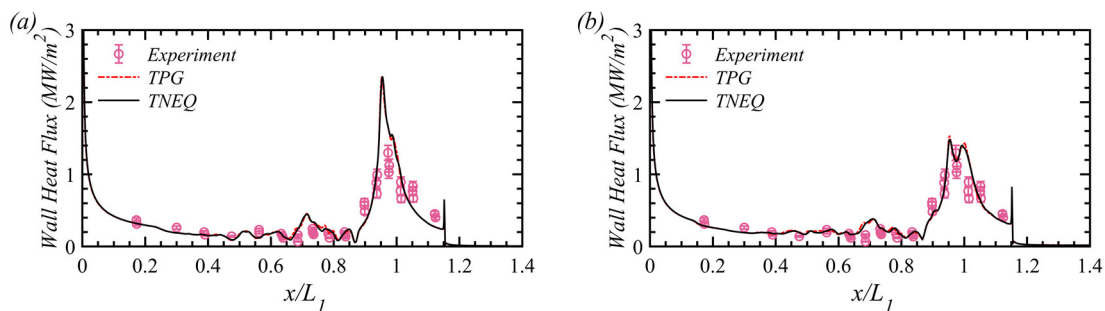 (a)
Wall Heat Flux (MW/m²)
3
2
1
0
Experiment
TPG
TNEQ
0 0.2 0.4 0.6 0.8 1 1.2 1.4
x/L₁
(b)
Wall Heat Flux (MW/m²)
3
2
1
0
Experiment
TPG
TNEQ
0 0.2 0.4 0.6 0.8 1 1.2 1.4
x/L₁